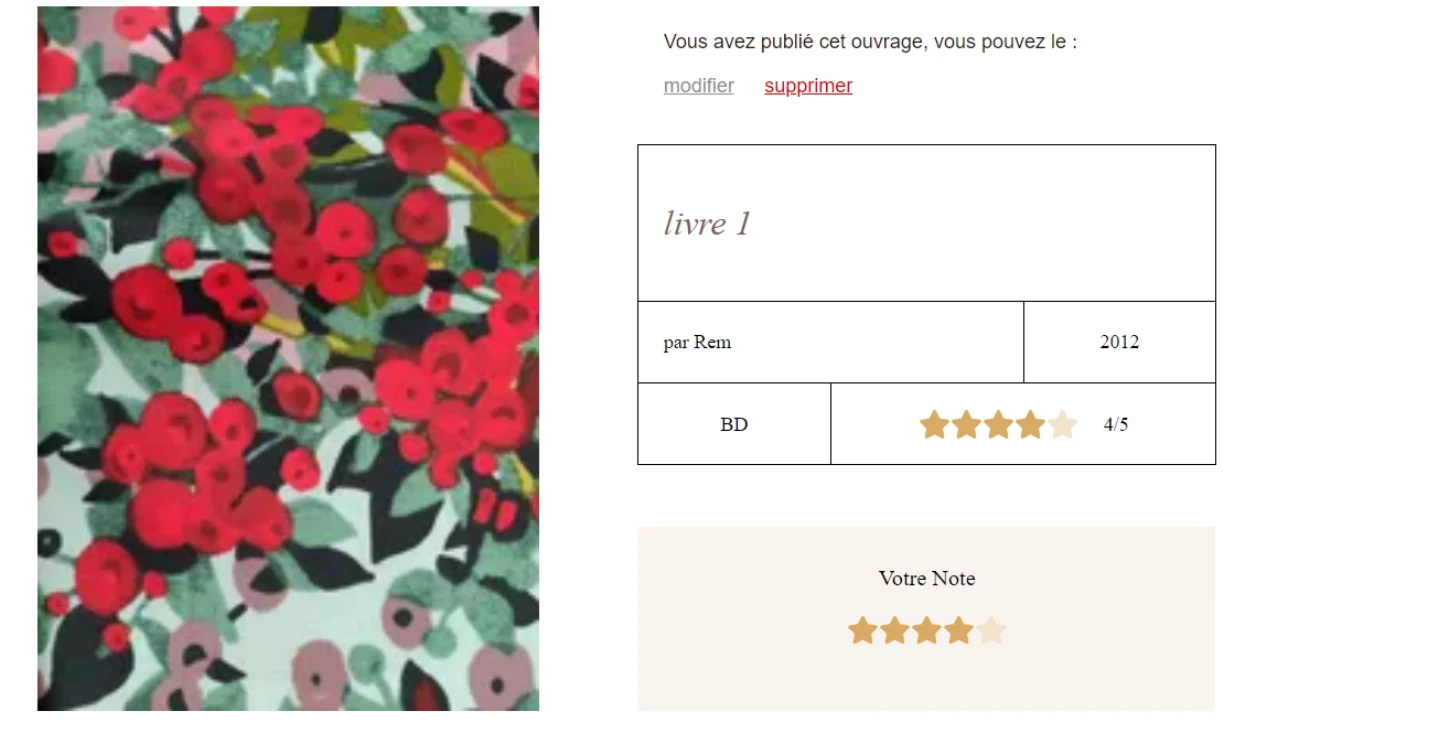 Vous avez publié cet ouvrage, vous pouvez le :
modifier supprimer
livre 1
par Rem 2012
BD 4/5
Votre Note